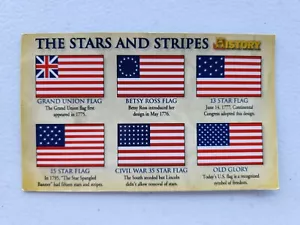 THE STARS AND STRIPES HISTORY
GRAND UNION FLAG
The Grand Union flag first
appeared in 1775.
BETSY ROSS FLAG
Betsy Ross offered her
design in May 1776.
13 STAR FLAG
June 14, 1777, Continental
Congress adopted this design.
15 STAR FLAG
In 1795, "The Star Spangled
Banner" had fifteen stars and stripes.
CIVIL WAR 35 STAR FLAG
The South seceded but Lincoln
didn't allow removal of stars.
OLD GLORY
Today's U.S. flag is a recognized
symbol of freedom.